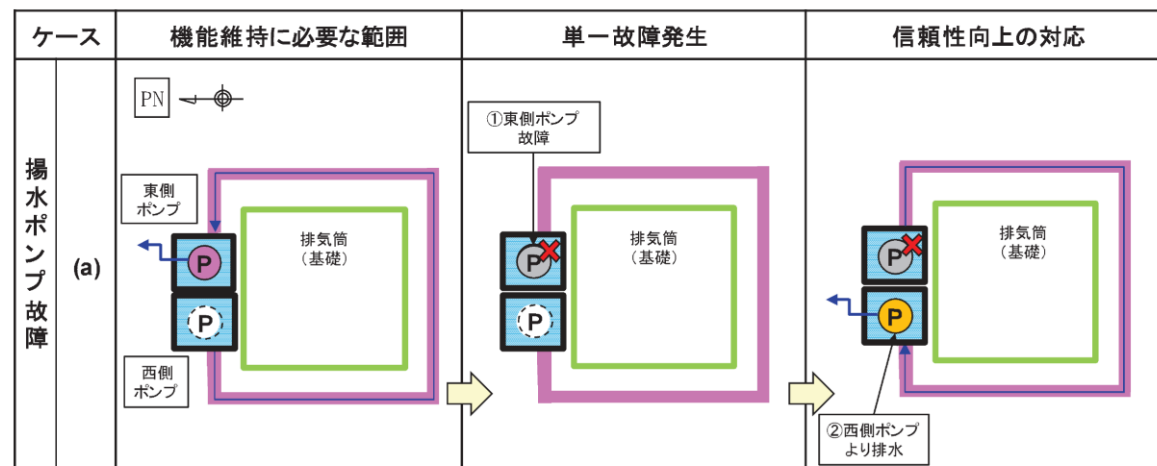 ケース
機能維持に必要な範囲
単一故障発生
信頼性向上の対応
揚水ポンプ故障
(a)
PN
東側
ポンプ
P
P
西側
ポンプ
排気筒
(基礎)
①東側ポンプ
故障
P
P
排気筒
(基礎)
P
P
排気筒
(基礎)
②西側ポンプ
より排水